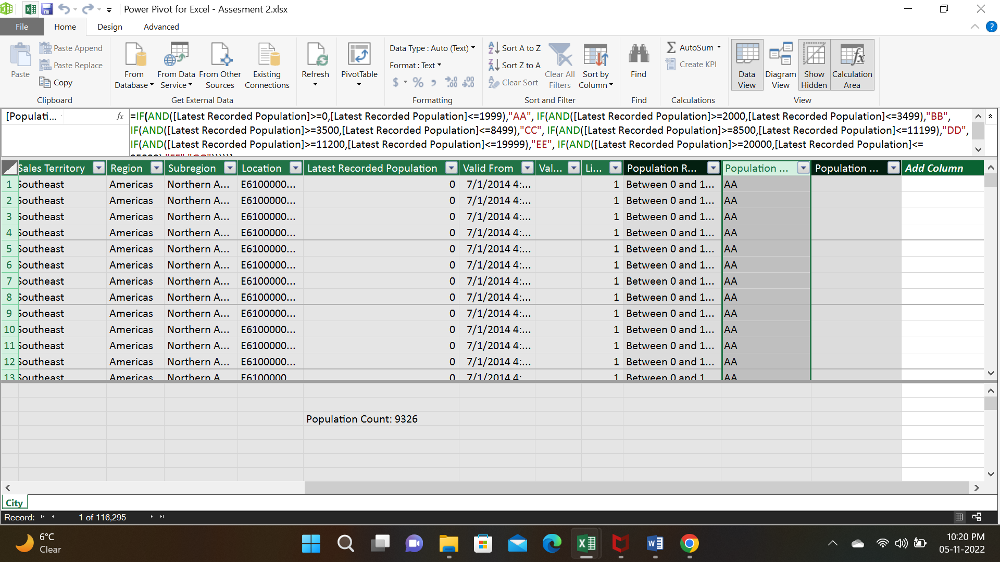 Power Pivot for Excel - Assesment 2.xlsx
File Home Design Advanced
Paste
Paste Append
Paste Replace
Copy
Clipboard
From Database
From Data Service
From Other Sources
Existing Connections
Get External Data
Refresh
PivotTable
Data Type : Auto (Text)
Format : Text
$ % ,
Formatting
Sort A to Z
Sort Z to A
Clear Sort
Clear All Filters
Sort by Column
Sort and Filter
Find
Find
AutoSum
Create KPI
Calculations
Data View
Diagram View
Show Hidden
Calculation Area
View
[Populati... fx
=IF(AND([Latest Recorded Population]>=0,[Latest Recorded Population]<=1999),"AA", IF(AND([Latest Recorded Population]>=2000,[Latest Recorded Population]<=3499),"BB",
IF(AND([Latest Recorded Population]>=3500,[Latest Recorded Population]<=8499),"CC", IF(AND([Latest Recorded Population]>=8500,[Latest Recorded Population]<=11199),"DD",
IF(AND([Latest Recorded Population]>=11200,[Latest Recorded Population]<=19999),"EE", IF(AND([Latest Recorded Population]>=20000,[Latest Recorded Population]<=
Sales Territory Region Subregion Location Latest Recorded Population Valid From Val... Li... Population R... Population ... Population ... Add Column
1 Southeast Americas Northern A... E6100000... 0 7/1/2014 4:... 1 Between 0 and 1... AA
2 Southeast Americas Northern A... E6100000... 0 7/1/2014 4:... 1 Between 0 and 1... AA
3 Southeast Americas Northern A... E6100000... 0 7/1/2014 4:... 1 Between 0 and 1... AA
4 Southeast Americas Northern A... E6100000... 0 7/1/2014 4:... 1 Between 0 and 1... AA
5 Southeast Americas Northern A... E6100000... 0 7/1/2014 4:... 1 Between 0 and 1... AA
6 Southeast Americas Northern A... E6100000... 0 7/1/2014 4:... 1 Between 0 and 1... AA
7 Southeast Americas Northern A... E6100000... 0 7/1/2014 4:... 1 Between 0 and 1... AA
8 Southeast Americas Northern A... E6100000... 0 7/1/2014 4:... 1 Between 0 and 1... AA
9 Southeast Americas Northern A... E6100000... 0 7/1/2014 4:... 1 Between 0 and 1... AA
10 Southeast Americas Northern A... E6100000... 0 7/1/2014 4:... 1 Between 0 and 1... AA
11 Southeast Americas Northern A... E6100000... 0 7/1/2014 4:... 1 Between 0 and 1... AA
12 Southeast Americas Northern A... E6100000... 0 7/1/2014 4:... 1 Between 0 and 1... AA
13 Southeast Americas Northern A E6100000 0 7/1/2014 4: 1 Between 0 and 1 AA
Population Count: 9326
City
Record: 1 of 116,295
6°C
Clear
10:20 PM
05-11-2022